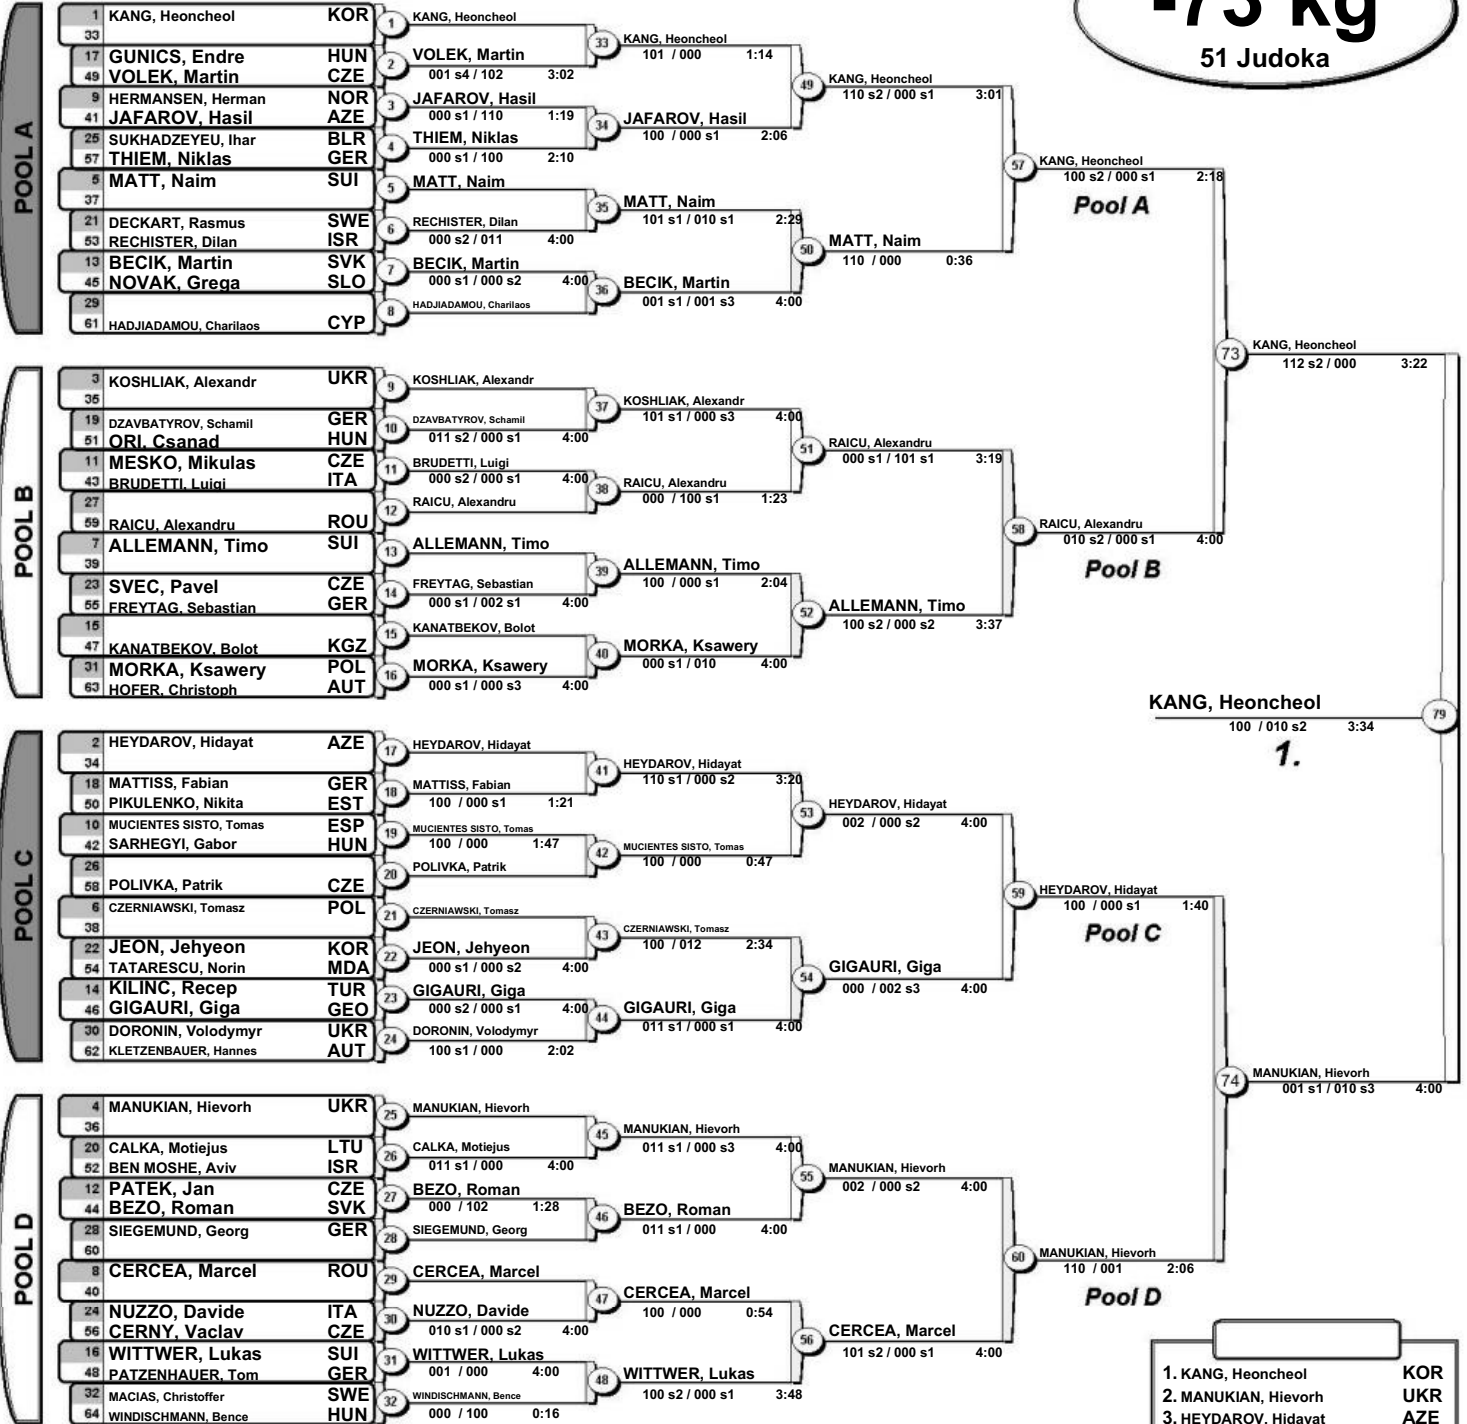 -73 kg
51 Judoka
POOL A
1 KANG, Heoncheol KOR
33
17 GUNICS, Endre HUN
49 VOLEK, Martin CZE
9 HERMANSEN, Herman NOR
41 JAFAROV, Hasil AZE
25 SUKHADZEYEU, Ihar BLR
57 THIEM, Niklas GER
5 MATT, Naim SUI
37
21 DECKART, Rasmus SWE
53 RECHISTER, Dilan ISR
13 BECIK, Martin SVK
45 NOVAK, Grega SLO
29
61 HADJIADAMOU, Charilaos CYP
1 KANG, Heoncheol
2 VOLEK, Martin
001 s4 / 102 3:02
3 JAFAROV, Hasil
000 s1 / 110 1:19
4 THIEM, Niklas
000 s1 / 100 2:10
5 MATT, Naim
6 RECHISTER, Dilan
000 s2 / 011 4:00
7 BECIK, Martin
000 s1 / 000 s2 4:00
8 HADJIADAMOU, Charilaos
33 KANG, Heoncheol
101 / 000 1:14
34 JAFAROV, Hasil
100 / 000 s1 2:06
35 MATT, Naim
101 s1 / 010 s1 2:29
36 BECIK, Martin
001 s1 / 001 s3 4:00
49 KANG, Heoncheol
110 s2 / 000 s1 3:01
50 MATT, Naim
110 / 000 0:36
57 KANG, Heoncheol
100 s2 / 000 s1 2:18
Pool A
POOL B
3 KOSHLIAK, Alexandr UKR
35
19 DZAVBATYROV, Schamil GER
51 ORI, Csanad HUN
11 MESKO, Mikulas CZE
43 BRUDETTI, Luigi ITA
27
59 RAICU, Alexandru ROU
7 ALLEMANN, Timo SUI
39
23 SVEC, Pavel CZE
55 FREYTAG, Sebastian GER
15
47 KANATBEKOV, Bolot KGZ
31 MORKA, Ksawery POL
63 HOFER, Christoph AUT
9 KOSHLIAK, Alexandr
10 DZAVBATYROV, Schamil
011 s2 / 000 s1 4:00
11 BRUDETTI, Luigi
000 s2 / 000 s1 4:00
12 RAICU, Alexandru
13 ALLEMANN, Timo
14 FREYTAG, Sebastian
000 s1 / 002 s1 4:00
15 KANATBEKOV, Bolot
16 MORKA, Ksawery
000 s1 / 000 s3 4:00
37 KOSHLIAK, Alexandr
101 s1 / 000 s3 4:00
38 RAICU, Alexandru
000 / 100 s1 1:23
39 ALLEMANN, Timo
100 / 000 s1 2:04
40 MORKA, Ksawery
000 s1 / 010 4:00
51 RAICU, Alexandru
000 s1 / 101 s1 3:19
52 ALLEMANN, Timo
100 s2 / 000 s2 3:37
58 RAICU, Alexandru
010 s2 / 000 s1 4:00
Pool B
73 KANG, Heoncheol
112 s2 / 000 3:22
KANG, Heoncheol 79
100 / 010 s2 3:34
1.
POOL C
2 HEYDAROV, Hidayat AZE
34
18 MATTISS, Fabian GER
50 PIKULENKO, Nikita EST
10 MUCIENTES SISTO, Tomas ESP
42 SARHEGYI, Gabor HUN
26
58 POLIVKA, Patrik CZE
6 CZERNIAWSKI, Tomasz POL
38
22 JEON, Jehyeon KOR
54 TATARESCU, Norin MDA
14 KILINC, Recep TUR
46 GIGAURI, Giga GEO
30 DORONIN, Volodymyr UKR
62 KLETZENBAUER, Hannes AUT
17 HEYDAROV, Hidayat
18 MATTISS, Fabian
100 / 000 s1 1:21
19 MUCIENTES SISTO, Tomas
100 / 000 1:47
20 POLIVKA, Patrik
21 CZERNIAWSKI, Tomasz
22 JEON, Jehyeon
000 s1 / 000 s2 4:00
23 GIGAURI, Giga
000 s2 / 000 s1 4:00
24 DORONIN, Volodymyr
100 s1 / 000 2:02
41 HEYDAROV, Hidayat
110 s1 / 000 s2 3:20
42 MUCIENTES SISTO, Tomas
100 / 000 0:47
43 CZERNIAWSKI, Tomasz
100 / 012 2:34
44 GIGAURI, Giga
011 s1 / 000 s1 4:00
53 HEYDAROV, Hidayat
002 / 000 s2 4:00
54 GIGAURI, Giga
000 / 002 s3 4:00
59 HEYDAROV, Hidayat
100 / 000 s1 1:40
Pool C
POOL D
4 MANUKIAN, Hievorh UKR
36
20 CALKA, Motiejus LTU
52 BEN MOSHE, Aviv ISR
12 PATEK, Jan CZE
44 BEZO, Roman SVK
28 SIEGEMUND, Georg GER
60
8 CERCEA, Marcel ROU
40
24 NUZZO, Davide ITA
56 CERNY, Vaclav CZE
16 WITTWER, Lukas SUI
48 PATZENHAUER, Tom GER
32 MACIAS, Christoffer SWE
64 WINDISCHMANN, Bence HUN
25 MANUKIAN, Hievorh
26 CALKA, Motiejus
011 s1 / 000 4:00
27 BEZO, Roman
000 / 102 1:28
28 SIEGEMUND, Georg
29 CERCEA, Marcel
30 NUZZO, Davide
010 s1 / 000 s2 4:00
31 WITTWER, Lukas
001 / 000 4:00
32 WINDISCHMANN, Bence
000 / 100 0:16
45 MANUKIAN, Hievorh
011 s1 / 000 s3 4:00
46 BEZO, Roman
011 s1 / 000 4:00
47 CERCEA, Marcel
100 / 000 0:54
48 WITTWER, Lukas
100 s2 / 000 s1 3:48
55 MANUKIAN, Hievorh
002 / 000 s2 4:00
56 CERCEA, Marcel
101 s2 / 000 s1 4:00
60 MANUKIAN, Hievorh
110 / 001 2:06
Pool D
74 MANUKIAN, Hievorh
001 s1 / 010 s3 4:00
1. KANG, Heoncheol KOR
2. MANUKIAN, Hievorh UKR
3. HEYDAROV, Hidayat AZE